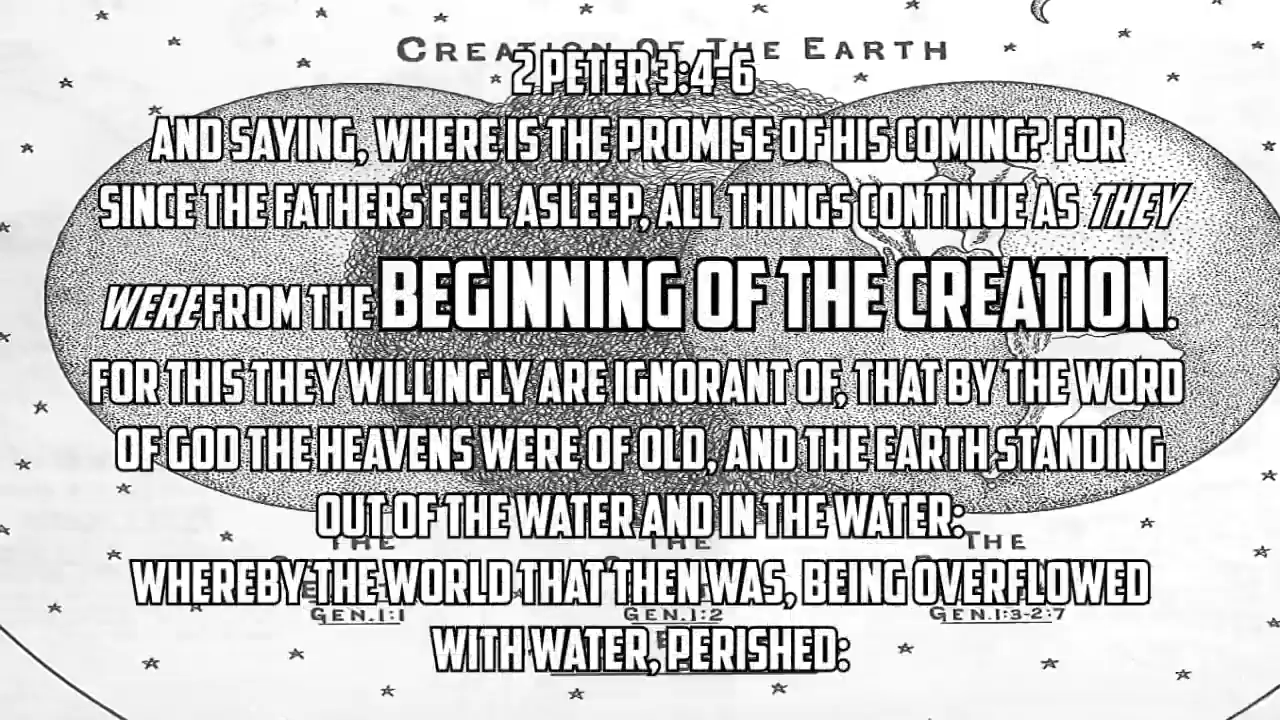 CREATION OF THE EARTH
2 PETER 3:4-6
AND SAYING, WHERE IS THE PROMISE OF HIS COMING? FOR
SINCE THE FATHERS FELL ASLEEP, ALL THINGS CONTINUE AS THEY
WERE FROM THE BEGINNING OF THE CREATION.
FOR THIS THEY WILLINGLY ARE IGNORANT OF, THAT BY THE WORD
OF GOD THE HEAVENS WERE OF OLD, AND THE EARTH STANDING
OUT OF THE WATER AND IN THE WATER:
THE THE THE
WHEREBY THE WORLD THAT THEN WAS, BEING OVERFLOWED
GEN.1:1 GEN.1:2 GEN.1:3-2:7
WITH WATER, PERISHED: